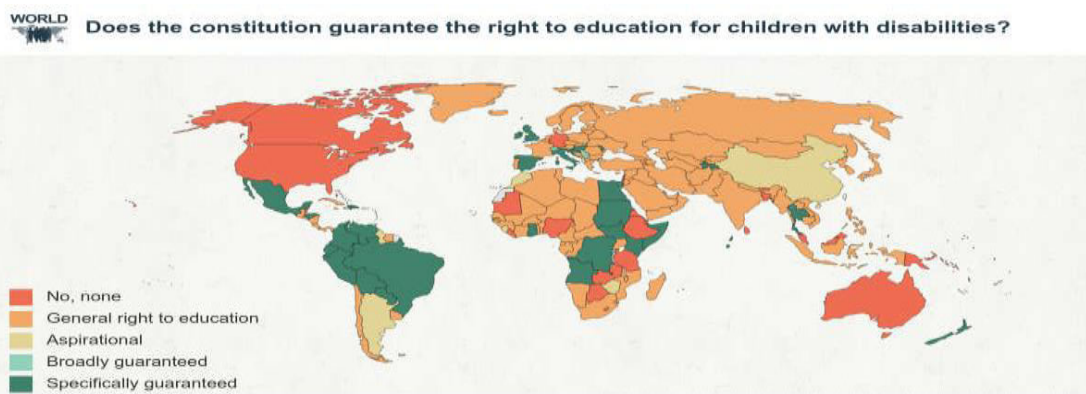 WORLD
Does the constitution guarantee the right to education for children with disabilities?
No, none
General right to education
Aspirational
Broadly guaranteed
Specifically guaranteed